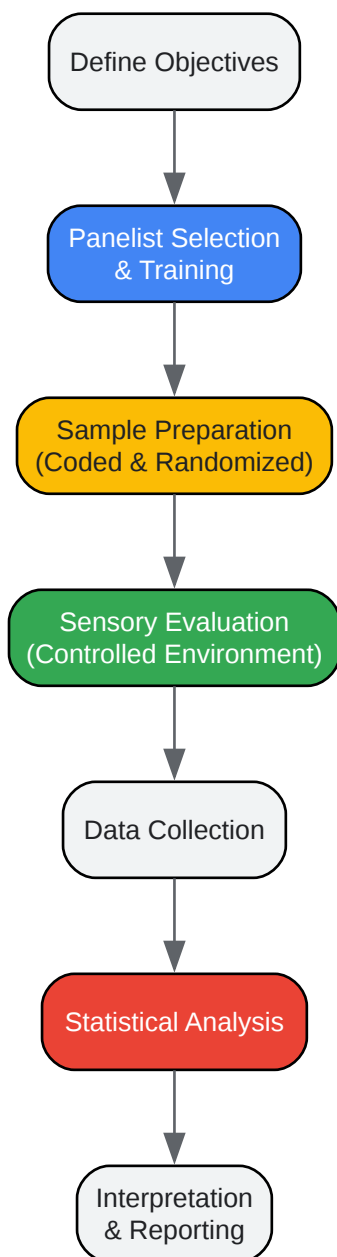 Define Objectives
Panelist Selection
& Training
Sample Preparation
(Coded & Randomized)
Sensory Evaluation
(Controlled Environment)
Data Collection
Statistical Analysis
Interpretation
& Reporting